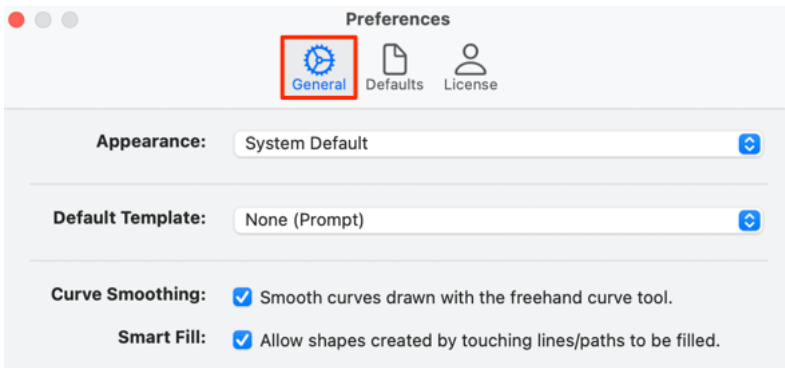 Preferences
General Defaults License
Appearance: System Default
Default Template: None (Prompt)
Curve Smoothing: Smooth curves drawn with the freehand curve tool.
Smart Fill: Allow shapes created by touching lines/paths to be filled.